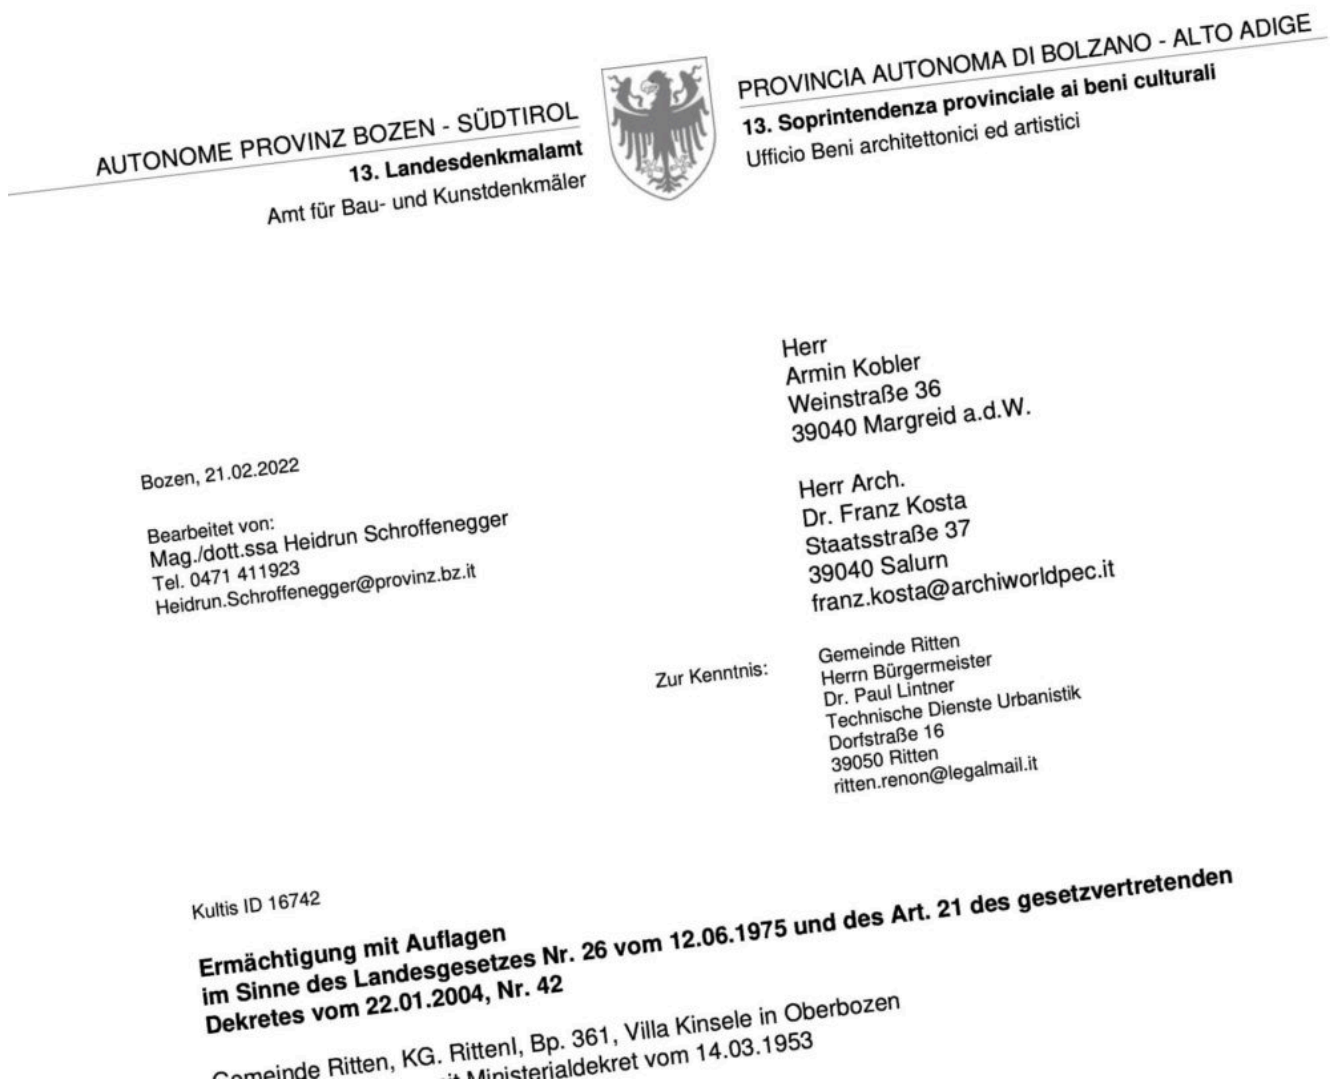 AUTONOME PROVINZ BOZEN - SÜDTIROL
13. Landesdenkmalamt
Amt für Bau- und Kunstdenkmäler
PROVINCIA AUTONOMA DI BOLZANO - ALTO ADIGE
13. Soprintendenza provinciale ai beni culturali
Ufficio Beni architettonici ed artistici
Herr
Armin Kobler
Weinstraße 36
39040 Margreid a.d.W.
Bozen, 21.02.2022
Bearbeitet von:
Mag./dott.ssa Heidrun Schroffenegger
Tel. 0471 411923
Heidrun.Schroffenegger@provinz.bz.it
Herr Arch.
Dr. Franz Kosta
Staatsstraße 37
39040 Salurn
franz.kosta@archiworldpec.it
Zur Kenntnis:
Gemeinde Ritten
Herrn Bürgermeister
Dr. Paul Lintner
Technische Dienste Urbanistik
Dorfstraße 16
39050 Ritten
ritten.renon@legalmail.it
Kultis ID 16742
Ermächtigung mit Auflagen
im Sinne des Landesgesetzes Nr. 26 vom 12.06.1975 und des Art. 21 des gesetzvertretenden
Dekretes vom 22.01.2004, Nr. 42
Gemeinde Ritten, KG. RittenI, Bp. 361, Villa Kinsele in Oberbozen
Ministerialdekret vom 14.03.1953